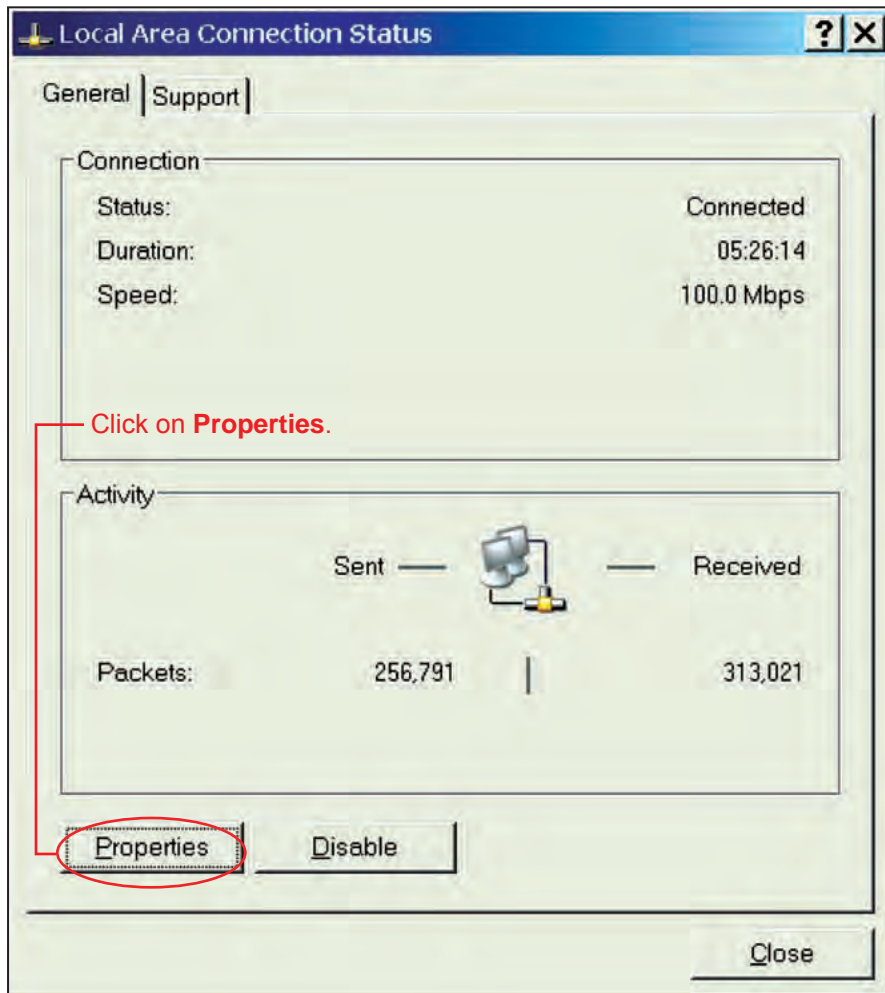 Local Area Connection Status
General Support
Connection
Status: Connected
Duration: 05:26:14
Speed: 100.0 Mbps
Click on Properties.
Activity
Sent Received
Packets: 256,791 313,021
Properties Disable
Close